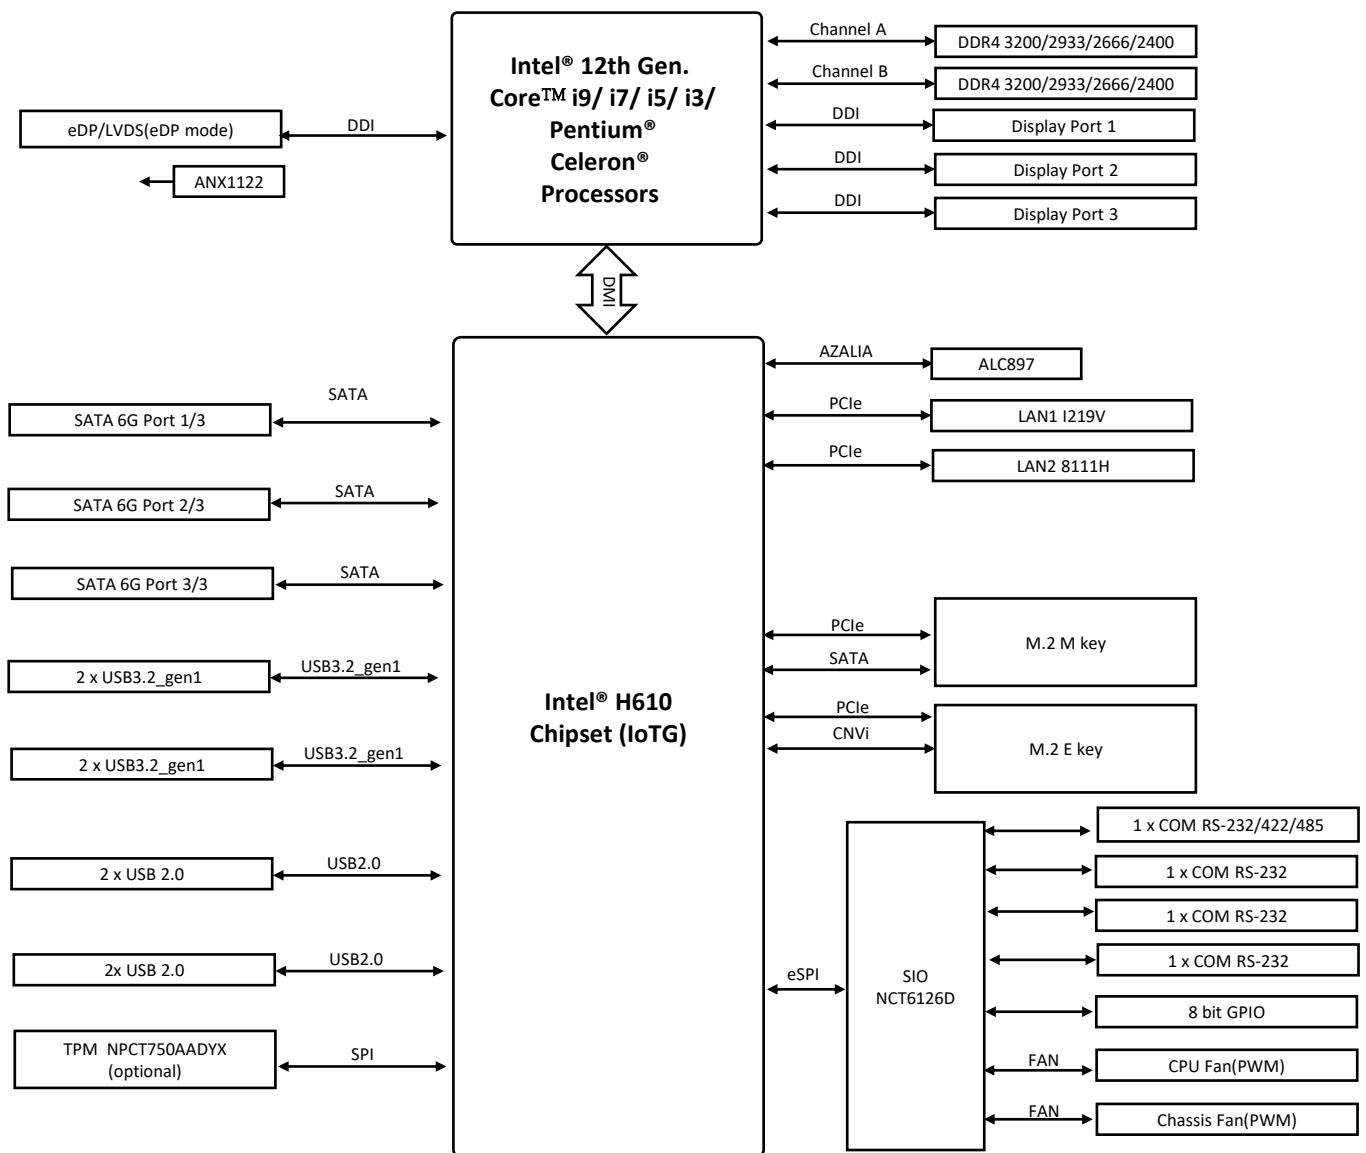 Intel® 12th Gen.
Core™ i9/ i7/ i5/ i3/
Pentium®
Celeron®
Processors
eDP/LVDS(eDP mode)
DDI
ANX1122
Channel A
DDR4 3200/2933/2666/2400
Channel B
DDR4 3200/2933/2666/2400
DDI
Display Port 1
DDI
Display Port 2
DDI
Display Port 3
DMI
Intel® H610
Chipset (IoTG)
SATA 6G Port 1/3
SATA
SATA 6G Port 2/3
SATA
SATA 6G Port 3/3
SATA
2 x USB3.2_gen1
USB3.2_gen1
2 x USB3.2_gen1
USB3.2_gen1
2 x USB 2.0
USB2.0
2x USB 2.0
USB2.0
TPM NPCT750AADYX
(optional)
SPI
AZALIA
ALC897
PCIe
LAN1 I219V
PCIe
LAN2 8111H
PCIe
SATA
M.2 M key
PCIe
CNVi
M.2 E key
eSPI
SIO
NCT6126D
1 x COM RS-232/422/485
1 x COM RS-232
1 x COM RS-232
1 x COM RS-232
8 bit GPIO
FAN
CPU Fan(PWM)
FAN
Chassis Fan(PWM)